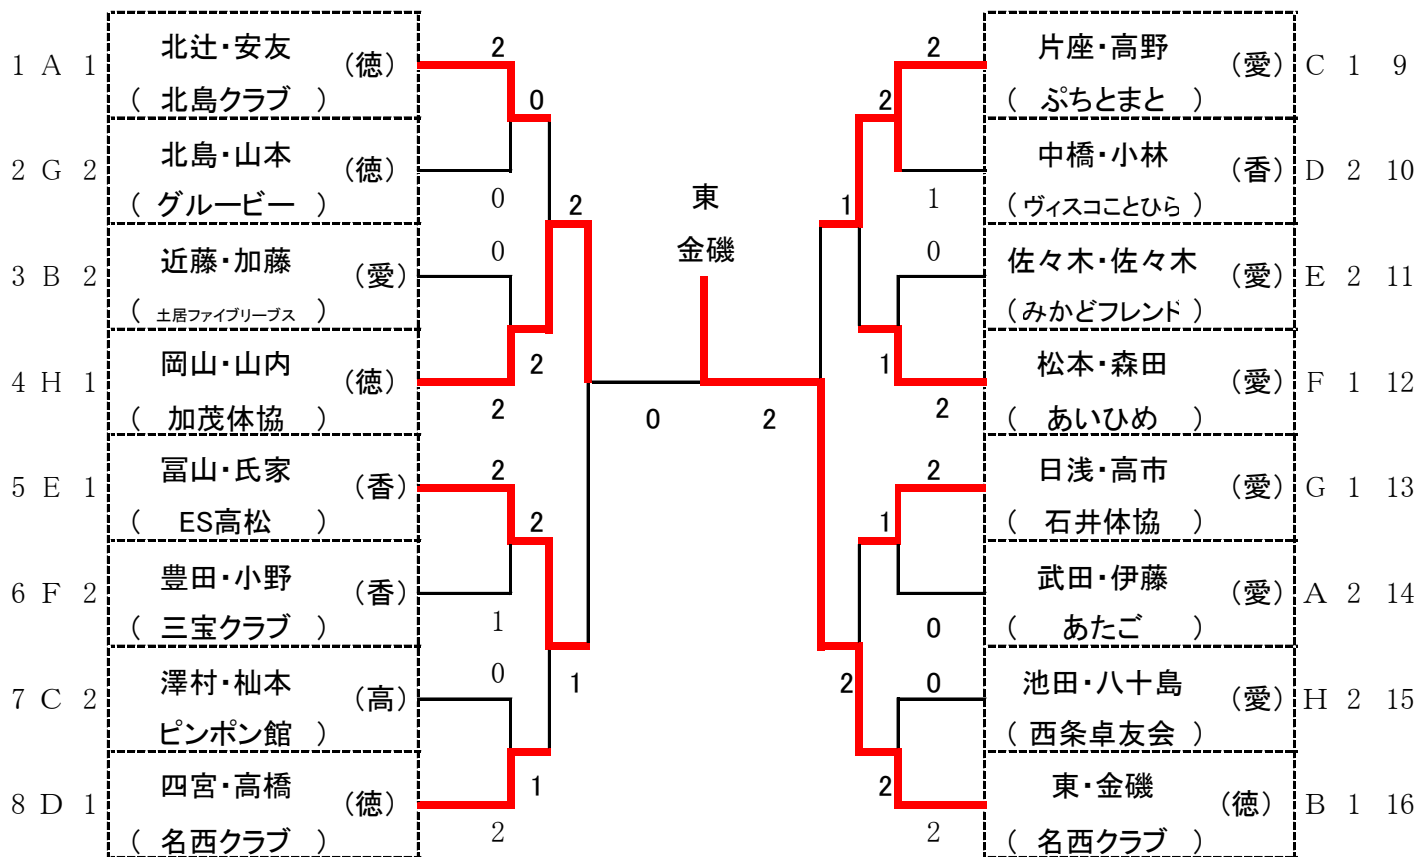 1 A 1 北辻・安友 (徳)
( 北島クラブ )
2 G 2 北島・山本 (徳)
( グルービー )
3 B 2 近藤・加藤 (愛)
( 土居ファイブリーブス )
4 H 1 岡山・山内 (徳)
( 加茂体協 )
5 E 1 冨山・氏家 (香)
( ES高松 )
6 F 2 豊田・小野 (香)
( 三宝クラブ )
7 C 2 澤村・杣本 (高)
ピンポン館 )
8 D 1 四宮・高橋 (徳)
( 名西クラブ )
2
0
0
0
2
2
2
2
2
1
0
1
1
2
東
金磯
0 2
2
2
1
1
0
1
2
2
1
0
0
2
2
2
片座・高野 (愛) C 1 9
( ぷちとまと )
中橋・小林 (香) D 2 10
( ヴィスコことひら )
佐々木・佐々木 (愛) E 2 11
( みかどフレンド )
松本・森田 (愛) F 1 12
( あいひめ )
日浅・高市 (愛) G 1 13
( 石井体協 )
武田・伊藤 (愛) A 2 14
( あたご )
池田・八十島 (愛) H 2 15
( 西条卓友会 )
東・金磯 (徳) B 1 16
( 名西クラブ )